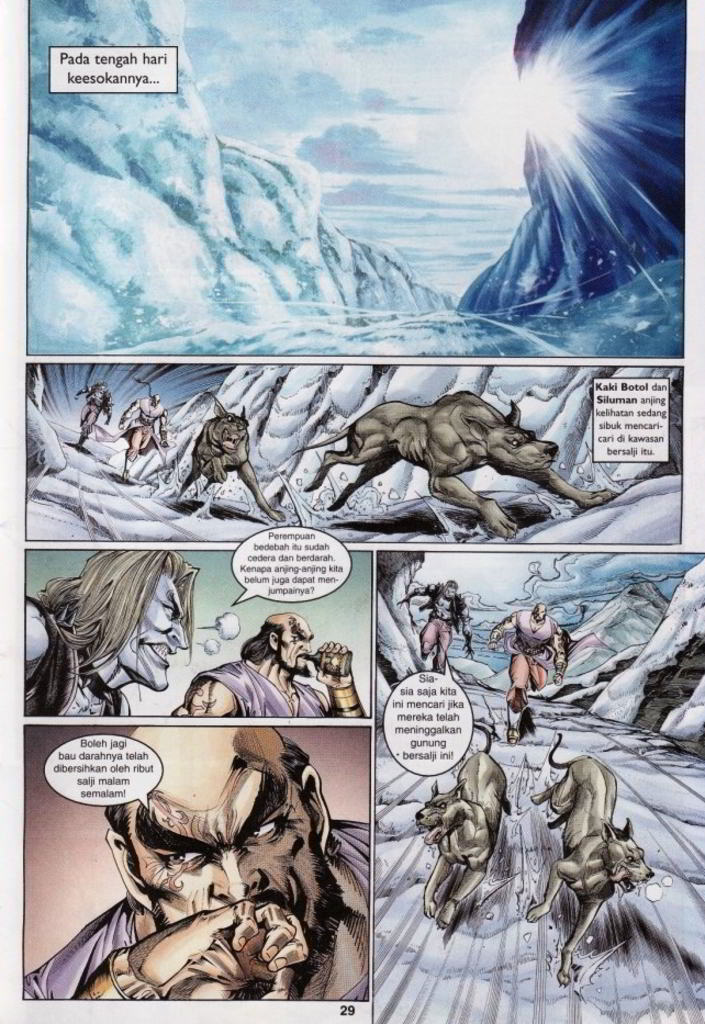 Pada tengah hari
keesokannya...
Kaki Botol dan
Siluman anjing
kelihatan sedang
sibuk mencari-
cari di kawasan
bersalji itu.
Perempuan
bedebah itu sudah
cedera dan berdarah.
Kenapa anjing-anjing kita
belum juga dapat men-
jumpainya?
Boleh jadi
bau darahnya telah
dibersihkan oleh ribut
salji malam
semalam!
Sia-
sia saja kita
ini mencari jika
mereka telah
meninggalkan
gunung
bersalji ini!
29